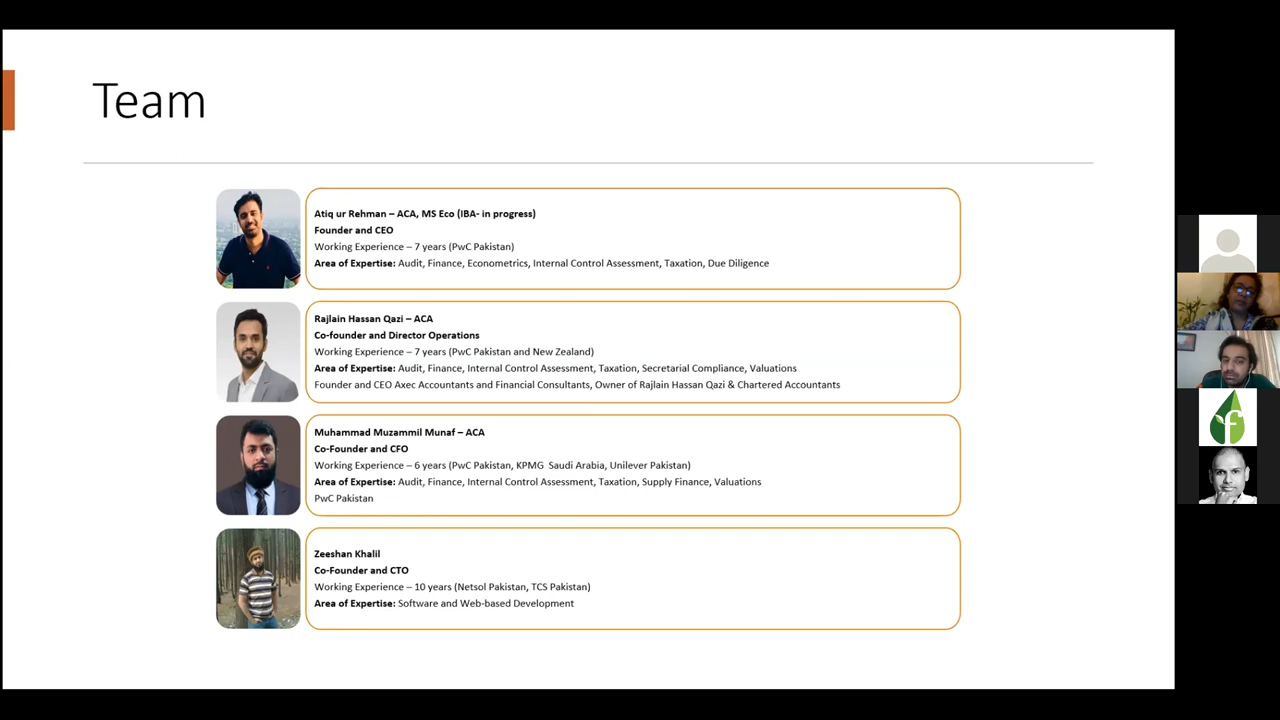 Team
Atiq ur Rehman – ACA, MS Eco (IBA- in progress)
Founder and CEO
Working Experience – 7 years (PwC Pakistan)
Area of Expertise: Audit, Finance, Econometrics, Internal Control Assessment, Taxation, Due Diligence
Rajlain Hassan Qazi – ACA
Co-founder and Director Operations
Working Experience – 7 years (PwC Pakistan and New Zealand)
Area of Expertise: Audit, Finance, Internal Control Assessment, Taxation, Secretarial Compliance, Valuations
Founder and CEO Axec Accountants and Financial Consultants, Owner of Rajlain Hassan Qazi & Chartered Accountants
Muhammad Muzammil Munaf – ACA
Co-Founder and CFO
Working Experience – 6 years (PwC Pakistan, KPMG  Saudi Arabia, Unilever Pakistan)
Area of Expertise: Audit, Finance, Internal Control Assessment, Taxation, Supply Finance, Valuations
PwC Pakistan
Zeeshan Khalil
Co-Founder and CTO
Working Experience – 10 years (Netsol Pakistan, TCS Pakistan)
Area of Expertise: Software and Web-based Development
f